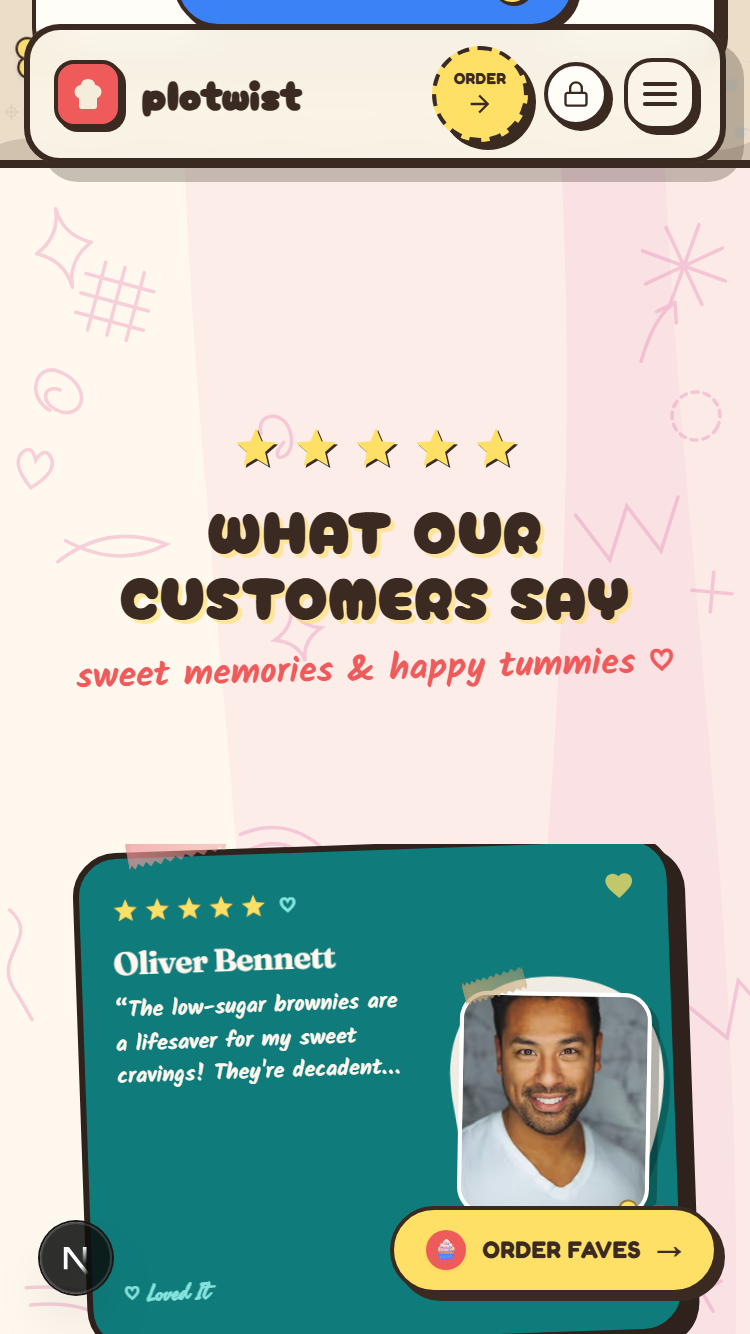 plotwist
ORDER
→
WHAT OUR
CUSTOMERS SAY
sweet memories & happy tummies ♡
Oliver Bennett
“The low-sugar brownies are
a lifesaver for my sweet
cravings! They're decadent...
N
ORDER FAVES →
♡ Loved It